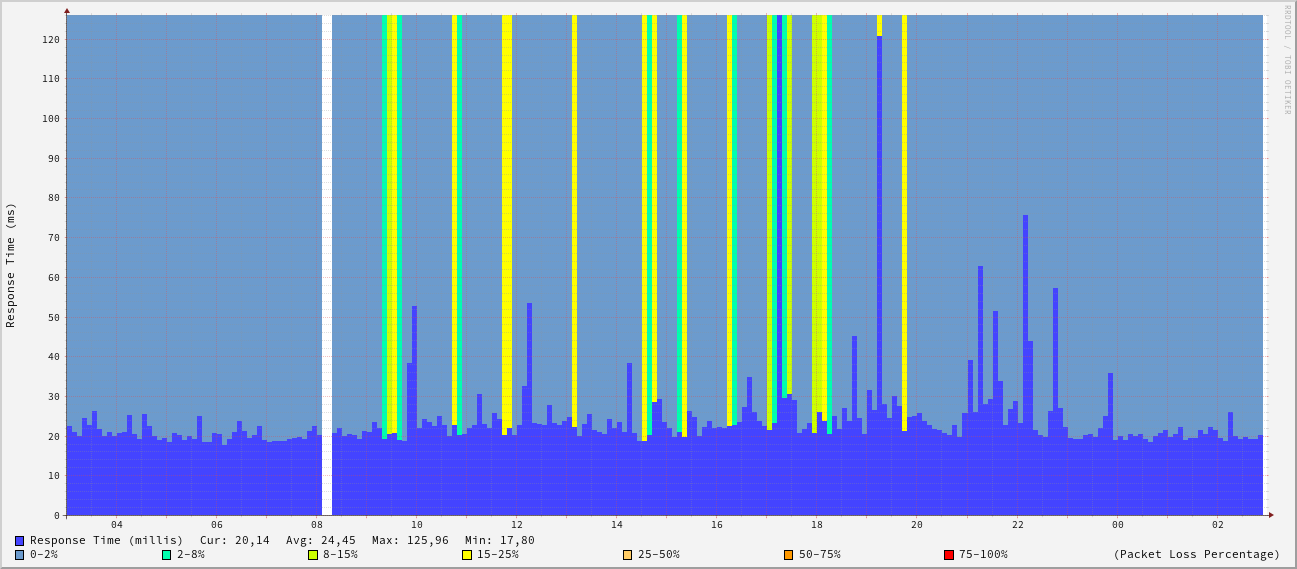 RRDTOOL / TOBI OETIKER
Response Time (ms)
120
110
100
90
80
70
60
50
40
30
20
10
0
04 06 08 10 12 14 16 18 20 22 00 02
Response Time (millis) Cur: 20,14 Avg: 24,45 Max: 125,96 Min: 17,80
0-2% 2-8% 8-15% 15-25% 25-50% 50-75% 75-100% (Packet Loss Percentage)